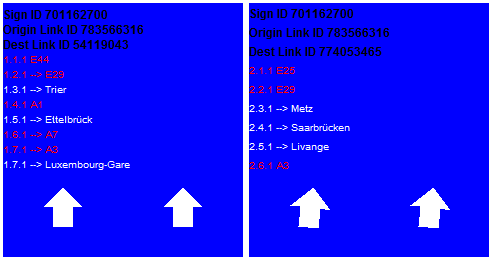 Sign ID 701162700
Origin Link ID 783566316
Dest Link ID 54119043
1.1.1 E44
1.2.1 --> E29
1.3.1 --> Trier
1.4.1 A1
1.5.1 --> Ettelbrück
1.6.1 --> A7
1.7.1 --> A3
1.7.1 --> Luxembourg-Gare
Sign ID 701162700
Origin Link ID 783566316
Dest Link ID 774053465
2.1.1 E25
2.2.1 E29
2.3.1 --> Metz
2.4.1 --> Saarbrücken
2.5.1 --> Livange
2.6.1 A3